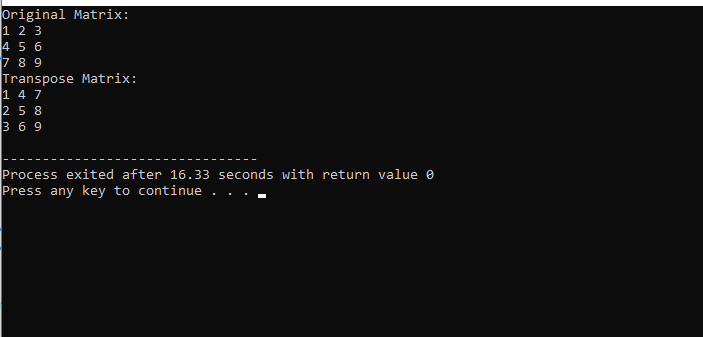 Original Matrix:
1 2 3
4 5 6
7 8 9
Transpose Matrix:
1 4 7
2 5 8
3 6 9
--------------------------------
Process exited after 16.33 seconds with return value 0
Press any key to continue . . .